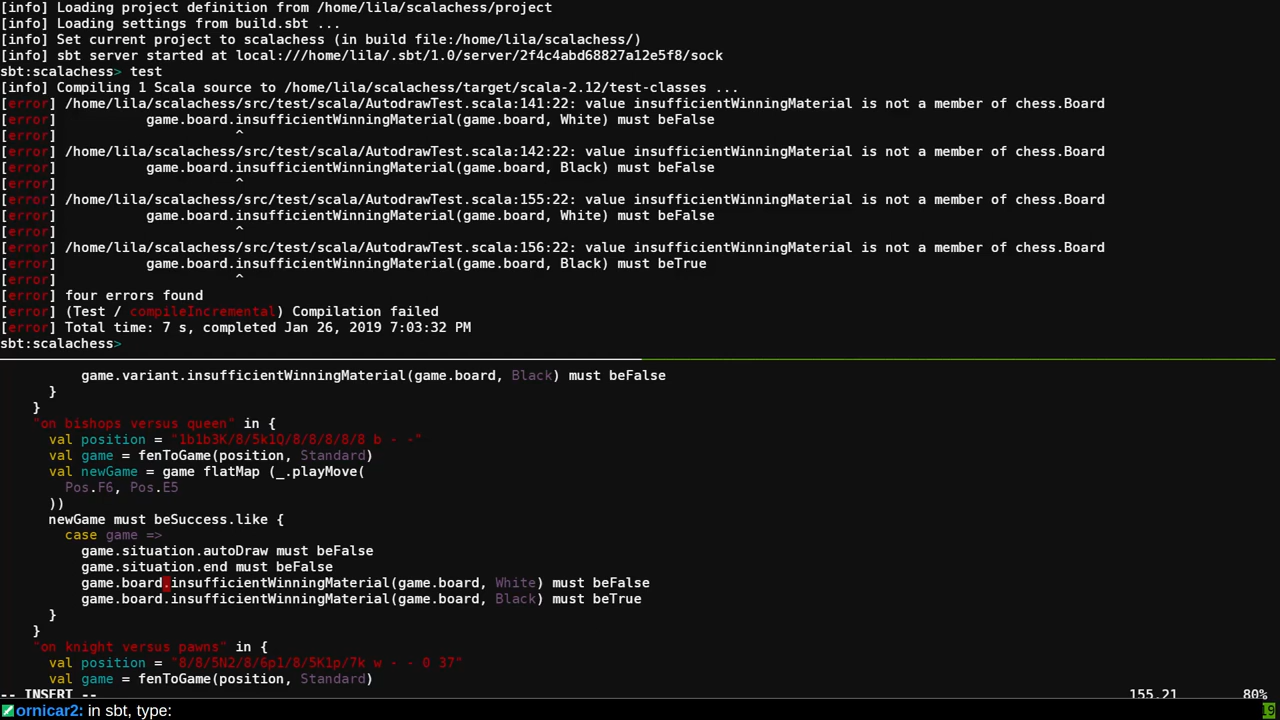 [info] Loading project definition from /home/lila/scalachess/project
[info] Loading settings from build.sbt ...
[info] Set current project to scalachess (in build file:/home/lila/scalachess/)
[info] sbt server started at local:///home/lila/.sbt/1.0/server/2f4c4abd68827a12e5f8/sock
sbt:scalachess> test
[info] Compiling 1 Scala source to /home/lila/scalachess/target/scala-2.12/test-classes ...
[error] /home/lila/scalachess/src/test/scala/AutodrawTest.scala:141:22: value insufficientWinningMaterial is not a member of chess.Board
[error]           game.board.insufficientWinningMaterial(game.board, White) must beFalse
[error]                      ^
[error] /home/lila/scalachess/src/test/scala/AutodrawTest.scala:142:22: value insufficientWinningMaterial is not a member of chess.Board
[error]           game.board.insufficientWinningMaterial(game.board, Black) must beFalse
[error]                      ^
[error] /home/lila/scalachess/src/test/scala/AutodrawTest.scala:155:22: value insufficientWinningMaterial is not a member of chess.Board
[error]           game.board.insufficientWinningMaterial(game.board, White) must beFalse
[error]                      ^
[error] /home/lila/scalachess/src/test/scala/AutodrawTest.scala:156:22: value insufficientWinningMaterial is not a member of chess.Board
[error]           game.board.insufficientWinningMaterial(game.board, Black) must beTrue
[error]                      ^
[error] four errors found
[error] (Test / compileIncremental) Compilation failed
[error] Total time: 7 s, completed Jan 26, 2019 7:03:32 PM
sbt:scalachess>
          game.variant.insufficientWinningMaterial(game.board, Black) must beFalse
      }
    }
    "on bishops versus queen" in {
      val position = "1b1b3K/8/5k1Q/8/8/8/8/8 b - -"
      val game = fenToGame(position, Standard)
      val newGame = game flatMap (_.playMove(
        Pos.F6, Pos.E5
      ))
      newGame must beSuccess.like {
        case game =>
          game.situation.autoDraw must beFalse
          game.situation.end must beFalse
          game.board.insufficientWinningMaterial(game.board, White) must beFalse
          game.board.insufficientWinningMaterial(game.board, Black) must beTrue
      }
    }
    "on knight versus pawns" in {
      val position = "8/8/5N2/8/6p1/8/5K1p/7k w - - 0 37"
      val game = fenToGame(position, Standard)
-- INSERT -- 155,21 80%
ornicar2: in sbt, type: